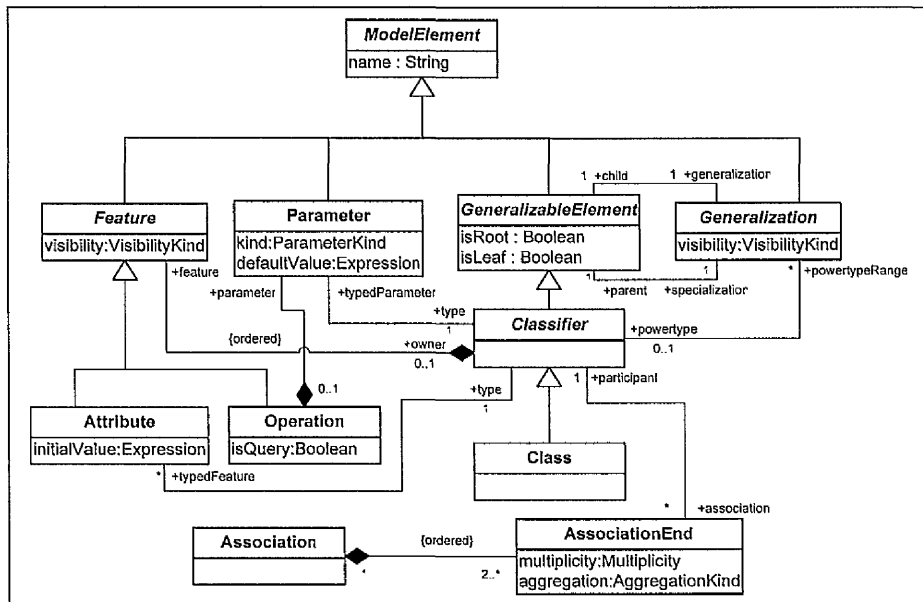 ModelElement
name : String
1 +child
1 +generalization
Feature
visibility:VisibilityKind
Parameter
kind:ParameterKind
defaultValue:Expression
GeneralizableElement
isRoot : Boolean
isLeaf : Boolean
Generalization
visibility:VisibilityKind
+feature
+parameter
+typedParameter
1
+parent
1
+specialization
*
+powertypeRange
+type
1
Classifier
+powertype
0..1
{ordered}
+owner
0..1
0..1
+type
1
1
+participant
Attribute
initialValue:Expression
Operation
isQuery:Boolean
Class
*
+typedFeature
*
+association
Association
*
{ordered}
2..*
AssociationEnd
multiplicity:Multiplicity
aggregation:AggregationKind